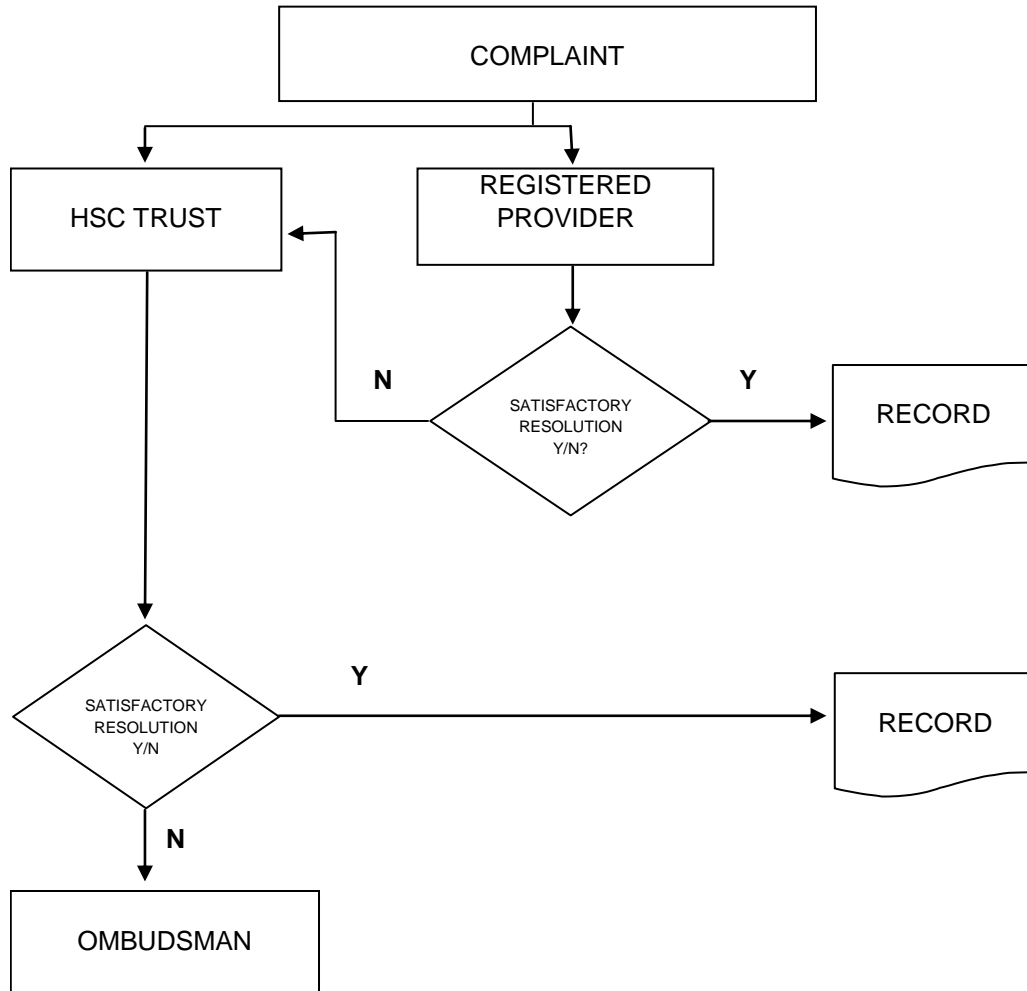 COMPLAINT
HSC TRUST
REGISTERED
PROVIDER
N
Y
SATISFACTORY
RESOLUTION
Y/N?
RECORD
Y
SATISFACTORY
RESOLUTION
Y/N
RECORD
N
OMBUDSMAN